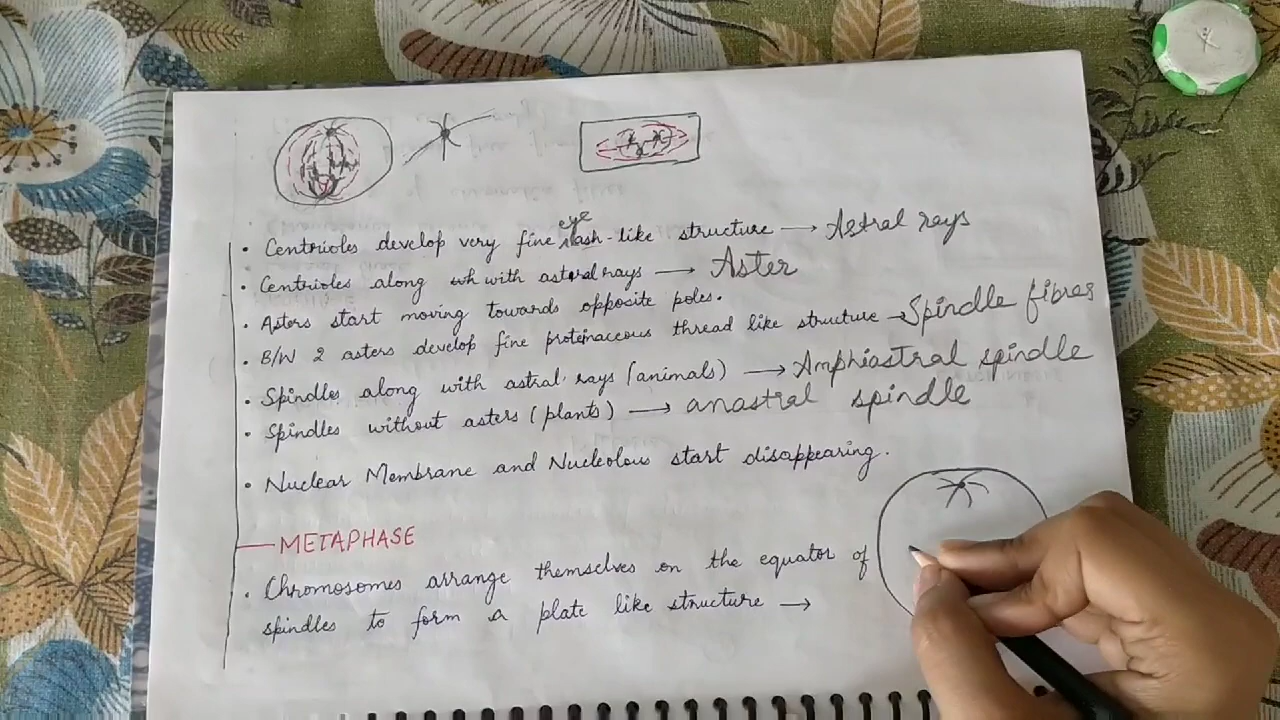 • Centrioles develop very fine eye lash-like structure → Astral rays
• Centrioles along with astral rays → Aster
• Asters start moving towards opposite poles.
• B/W 2 asters develop fine proteinaceous thread like structure → Spindle fibres
• Spindles along with astral rays (animals) → Amphiastral spindle
• Spindles without asters (plants) → anastral spindle
• Nuclear Membrane and Nucleolous start disappearing.
METAPHASE
• Chromosomes arrange themselves on the equator of
spindles to form a plate like structure →